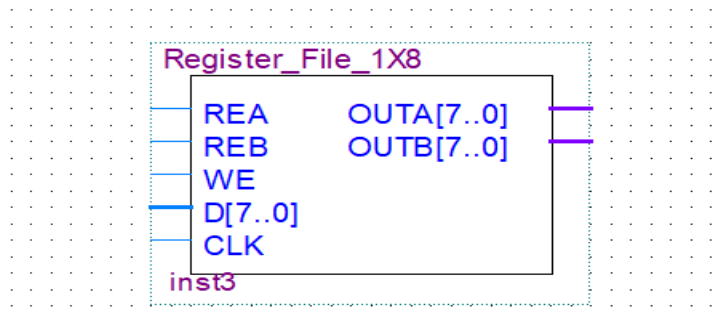 Register_File_1X8
REA OUTA[7..0]
REB OUTB[7..0]
WE
D[7..0]
CLK
inst3